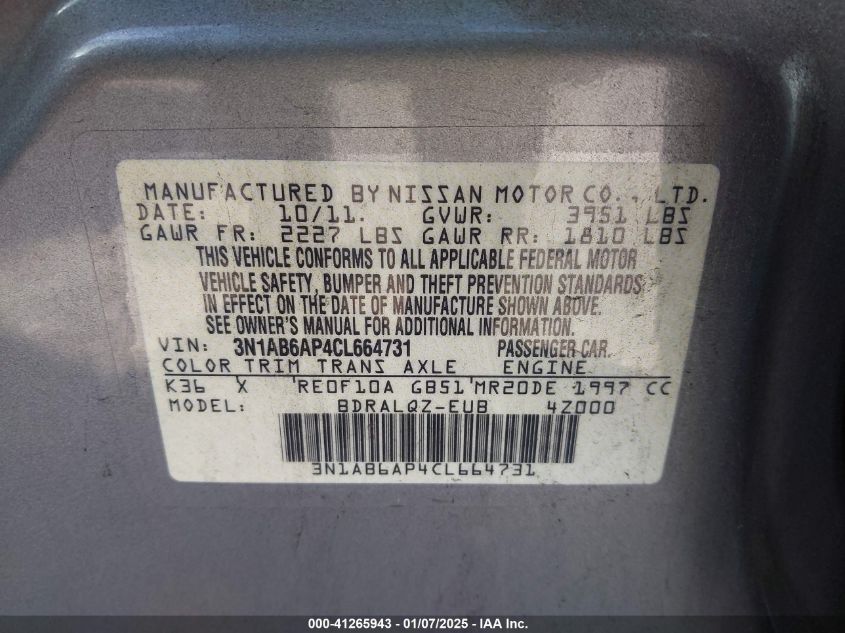 MANUFACTURED BY NISSAN MOTOR CO., LTD.
DATE: 10/11. GVWR: 3951 LBS
GAWR FR: 2227 LBS GAWR RR: 1810 LBS
THIS VEHICLE CONFORMS TO ALL APPLICABLE FEDERAL MOTOR
VEHICLE SAFETY, BUMPER AND THEFT PREVENTION STANDARDS
IN EFFECT ON THE DATE OF MANUFACTURE SHOWN ABOVE.
SEE OWNER'S MANUAL FOR ADDITIONAL INFORMATION.
VIN: 3N1AB6AP4CL664731 PASSENGER CAR.
COLOR TRIM TRANS AXLE ENGINE
K36 X 'RE0F10A GB51'MR20DE 1997 CC
MODEL: BDRALQZ-EUB 4Z000
3N1AB6AP4CL664731
000-41265943 - 01/07/2025 - IAA Inc.